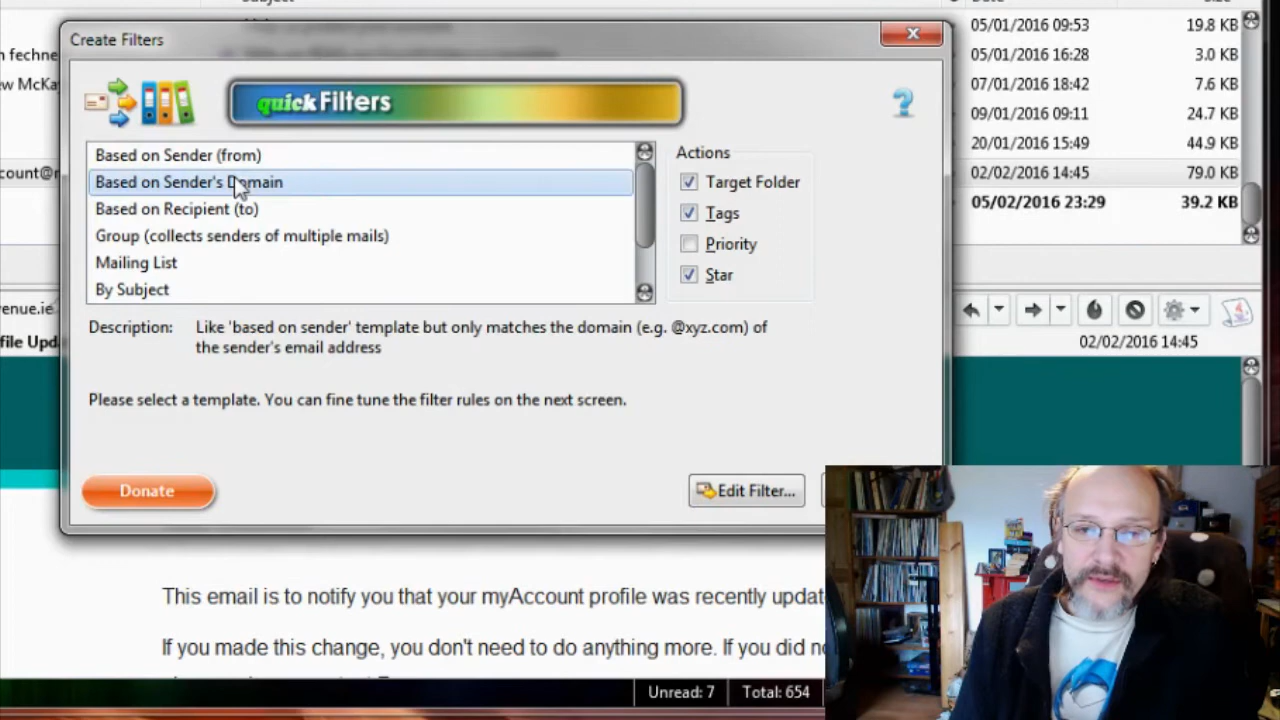 Create Filters
quickFilters
Based on Sender (from)
Based on Sender's Domain
Based on Recipient (to)
Group (collects senders of multiple mails)
Mailing List
By Subject
Actions
Target Folder
Tags
Priority
Star
Description: Like 'based on sender' template but only matches the domain (e.g. @xyz.com) of
the sender's email address
Please select a template. You can fine tune the filter rules on the next screen.
Donate
Edit Filter...
05/01/2016 09:53 19.8 KB
05/01/2016 16:28 3.0 KB
07/01/2016 18:42 7.6 KB
09/01/2016 09:11 24.7 KB
20/01/2016 15:49 44.9 KB
02/02/2016 14:45 79.0 KB
05/02/2016 23:29 39.2 KB
02/02/2016 14:45
This email is to notify you that your myAccount profile was recently updat
If you made this change, you don't need to do anything more. If you did no
Unread: 7 Total: 654